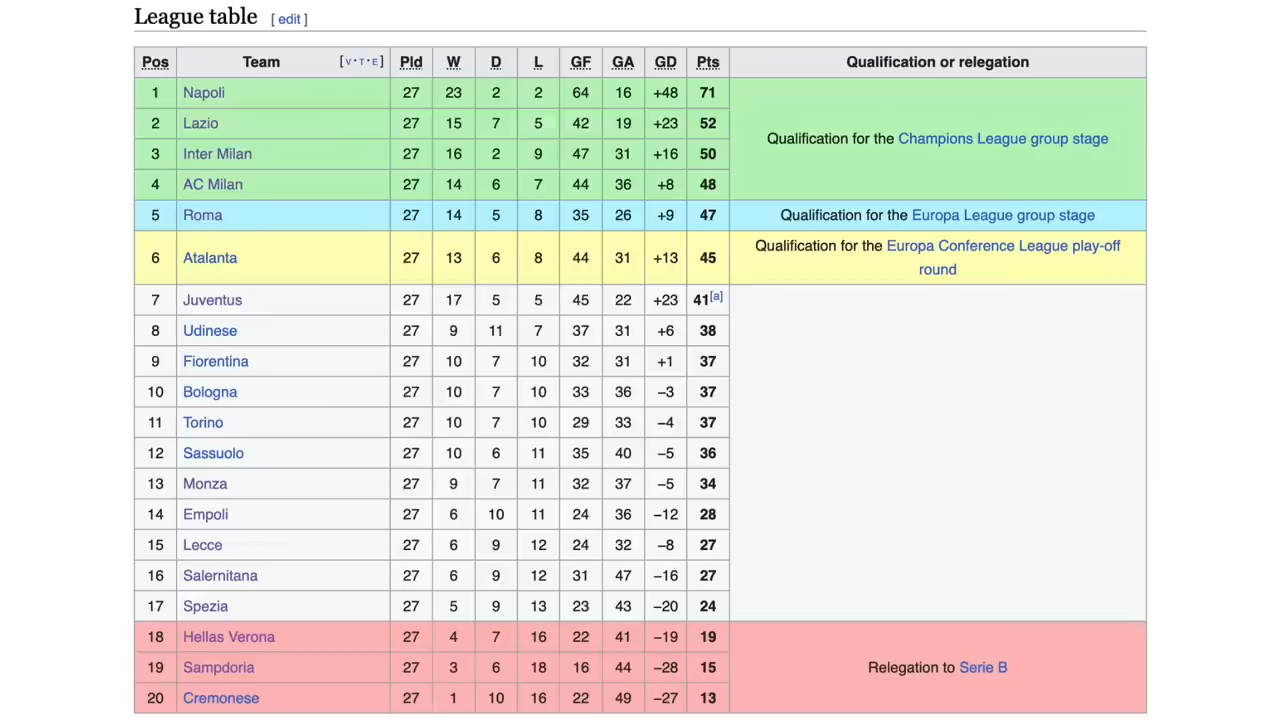 League table [ edit ]
Pos Team [V·T·E] Pld W D L GF GA GD Pts Qualification or relegation
1 Napoli 27 23 2 2 64 16 +48 71
2 Lazio 27 15 7 5 42 19 +23 52
Qualification for the Champions League group stage
3 Inter Milan 27 16 2 9 47 31 +16 50
4 AC Milan 27 14 6 7 44 36 +8 48
5 Roma 27 14 5 8 35 26 +9 47 Qualification for the Europa League group stage
6 Atalanta 27 13 6 8 44 31 +13 45 Qualification for the Europa Conference League play-off
round
7 Juventus 27 17 5 5 45 22 +23 41[a]
8 Udinese 27 9 11 7 37 31 +6 38
9 Fiorentina 27 10 7 10 32 31 +1 37
10 Bologna 27 10 7 10 33 36 −3 37
11 Torino 27 10 7 10 29 33 −4 37
12 Sassuolo 27 10 6 11 35 40 −5 36
13 Monza 27 9 7 11 32 37 −5 34
14 Empoli 27 6 10 11 24 36 −12 28
15 Lecce 27 6 9 12 24 32 −8 27
16 Salernitana 27 6 9 12 31 47 −16 27
17 Spezia 27 5 9 13 23 43 −20 24
18 Hellas Verona 27 4 7 16 22 41 −19 19
19 Sampdoria 27 3 6 18 16 44 −28 15 Relegation to Serie B
20 Cremonese 27 1 10 16 22 49 −27 13